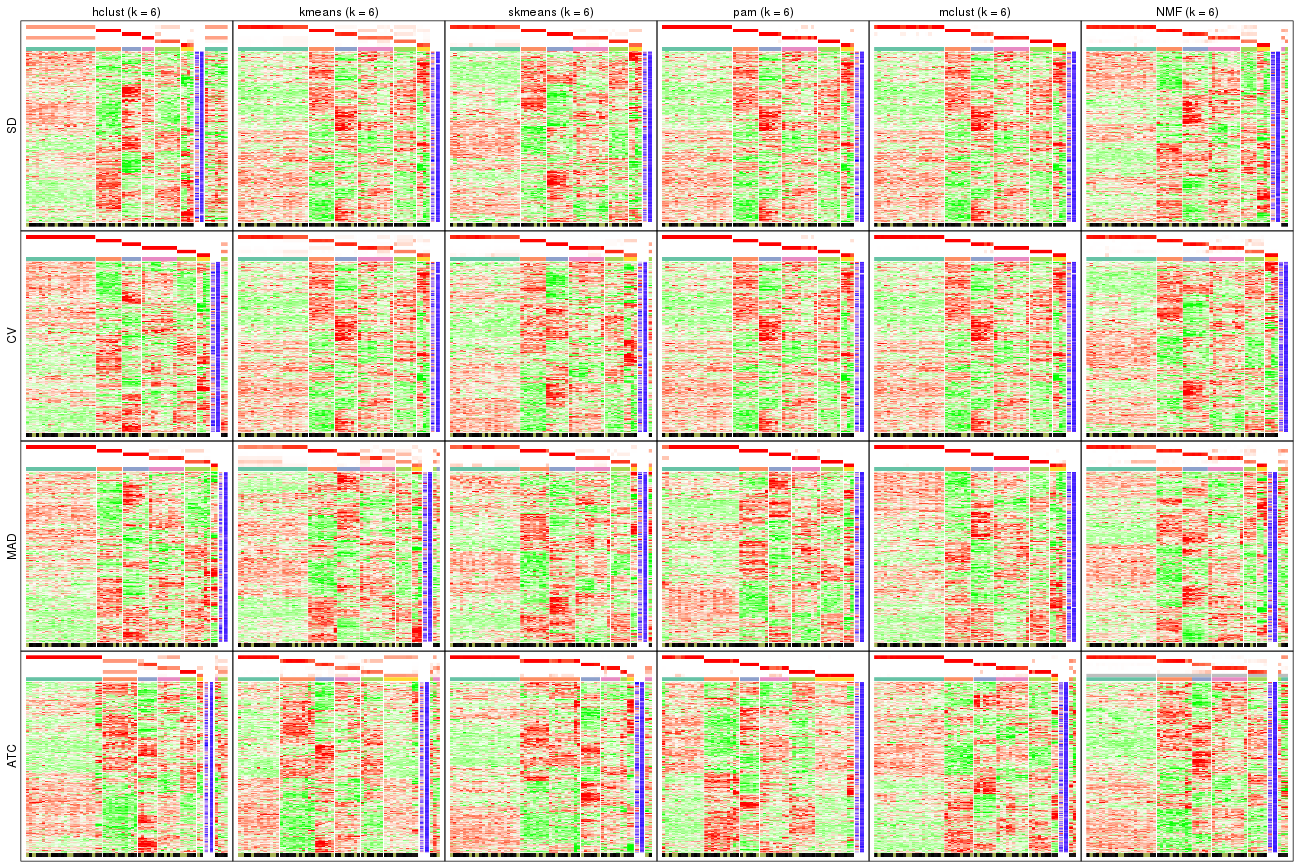 hclust (k = 6)
kmeans (k = 6)
skmeans (k = 6)
pam (k = 6)
mclust (k = 6)
NMF (k = 6)
SD
CV
MAD
ATC